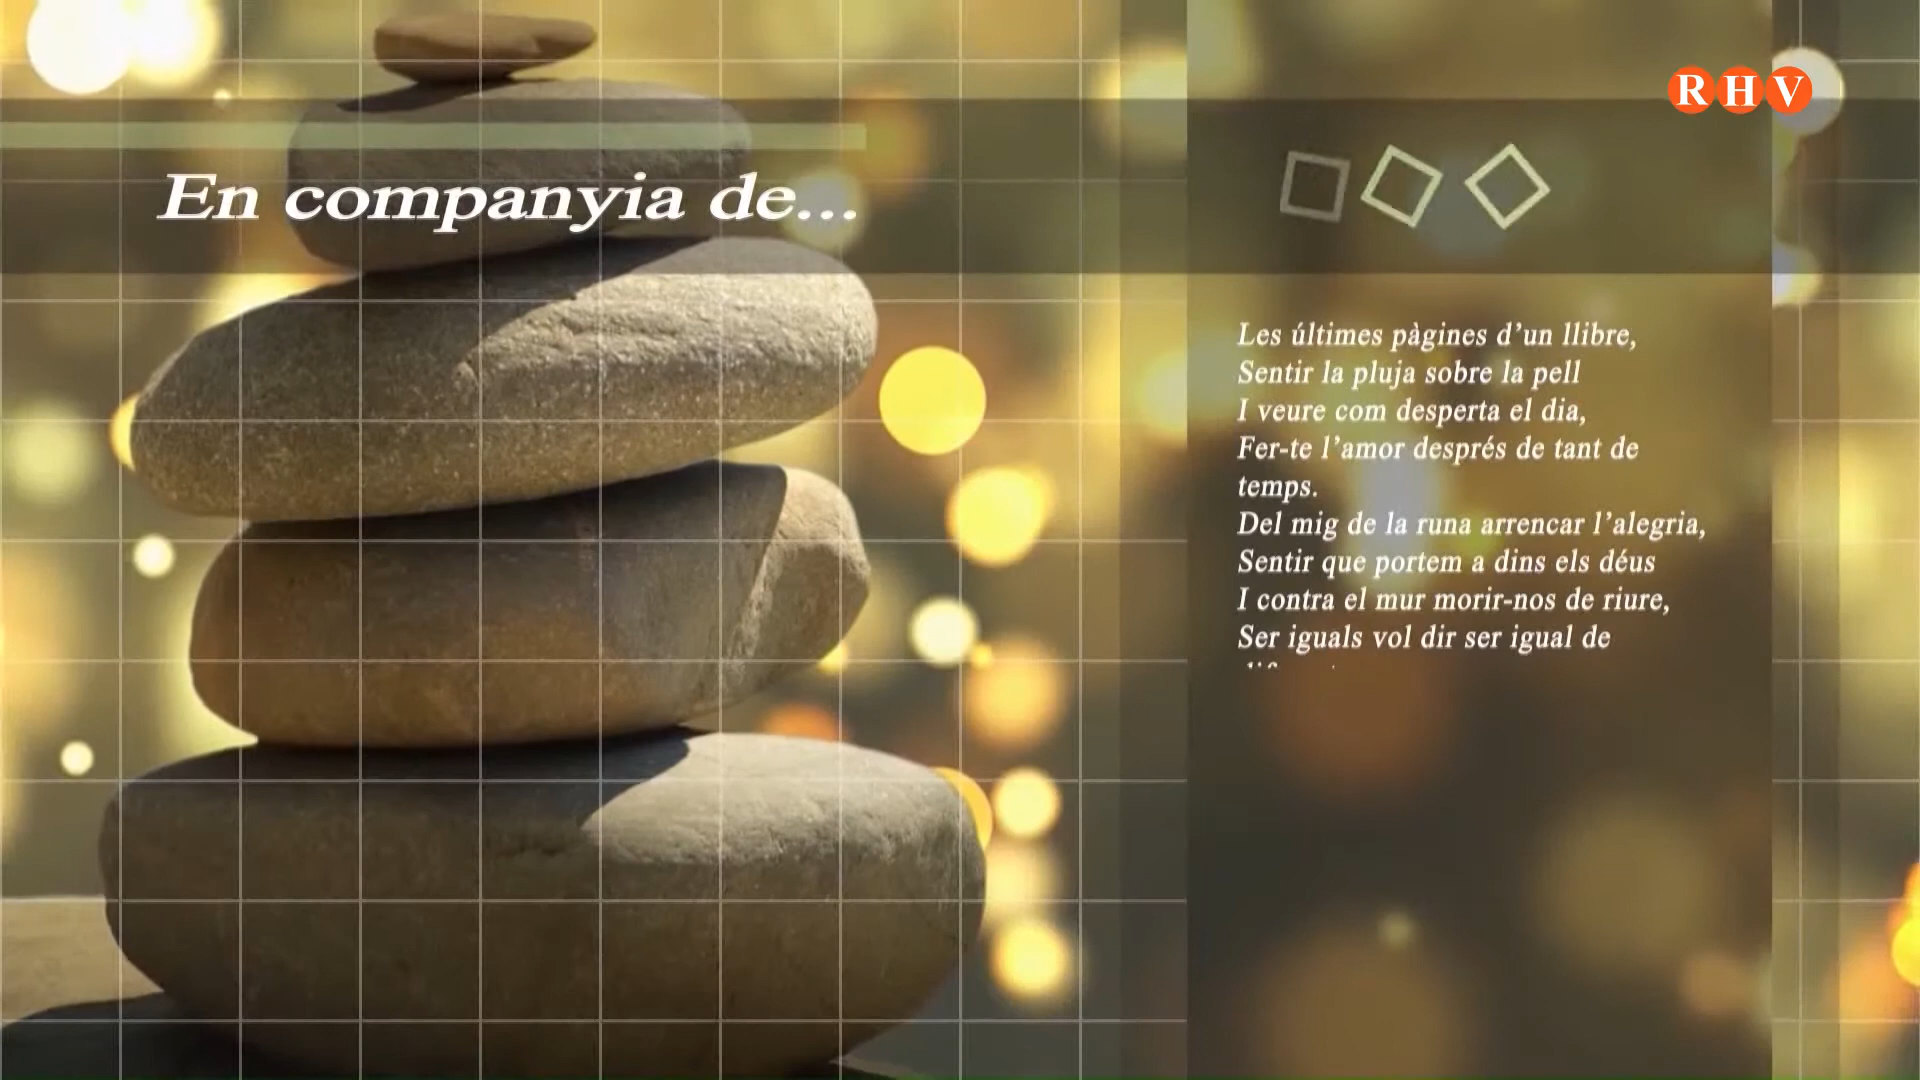 RHV
En companyia de...
Les últimes pàgines d’un llibre,
Sentir la pluja sobre la pell
I veure com desperta el dia,
Fer-te l’amor després de tant de
temps.
Del mig de la runa arrencar l’alegria,
Sentir que portem a dins els déus
I contra el mur morir-nos de riure,
Ser iguals vol dir ser igual de